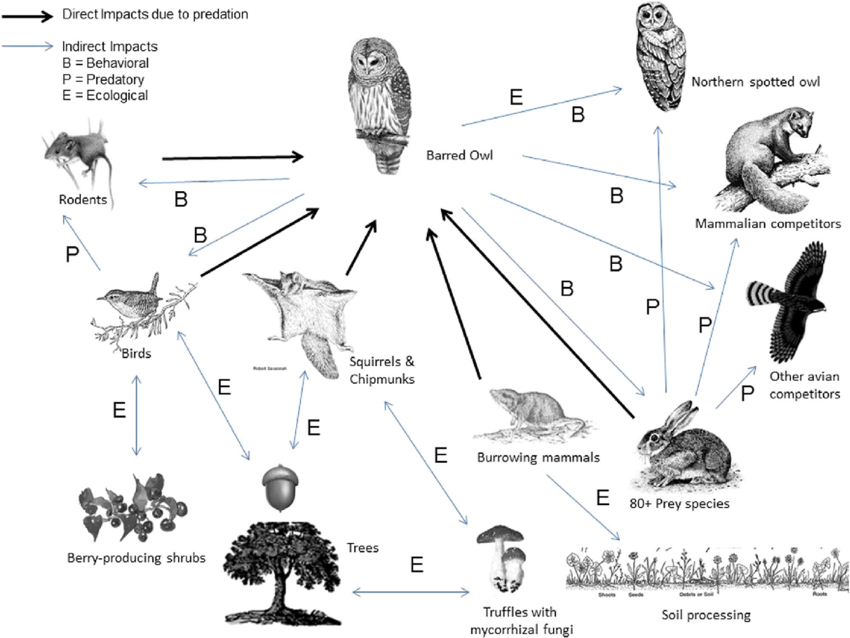 Direct Impacts due to predation
Indirect Impacts
B = Behavioral
P = Predatory
E = Ecological
Northern spotted owl
E
B
Barred Owl
Rodents
B
B
Mammalian competitors
P
B
B
B
P
P
Birds
Robert Savannah
Squirrels &
Chipmunks
Other avian
competitors
E
E
E
P
E
Burrowing mammals
E
80+ Prey species
Berry-producing shrubs
Trees
E
Truffles with
mycorrhizal fungi
Shoots Seeds Debris or Soil Roots
Soil processing